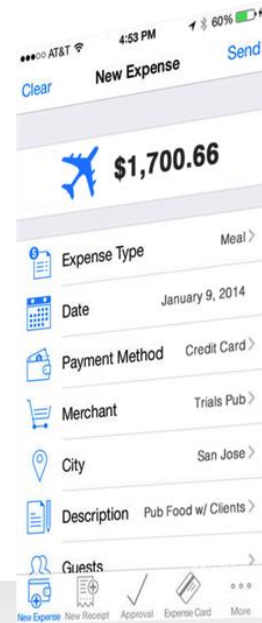 AT&T 4:53 PM 60%
Clear New Expense Send
$1,700.66
Expense Type Meal
Date January 9, 2014
Payment Method Credit Card
Merchant Trials Pub
City San Jose
Description Pub Food w/ Clients
Guests
New Expense New Receipt Approval Expense Card More